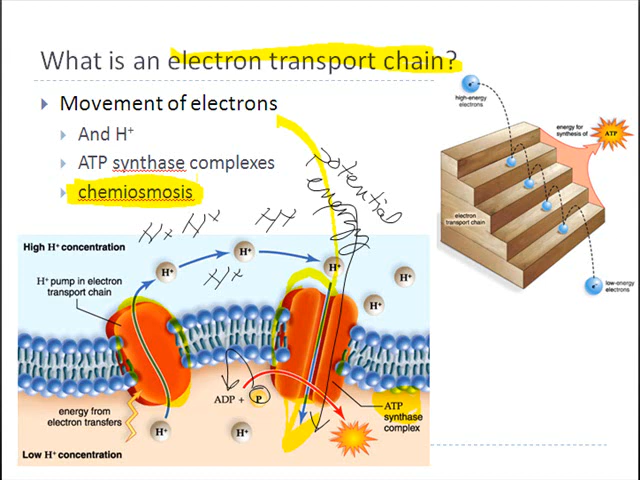 What is an electron transport chain?
Movement of electrons
And H+
ATP synthase complexes
chemiosmosis
high-energy
electrons
energy for
synthesis of
ATP
electron
transport chain
low-energy
electrons
potential
energy
H+ H+
H+
H+
High H+ concentration
H+
H+
H+
H+
H+
H+ pump in electron
transport chain
ADP + P
energy from
electron transfers
H+
H+
ATP
synthase
complex
Low H+ concentration